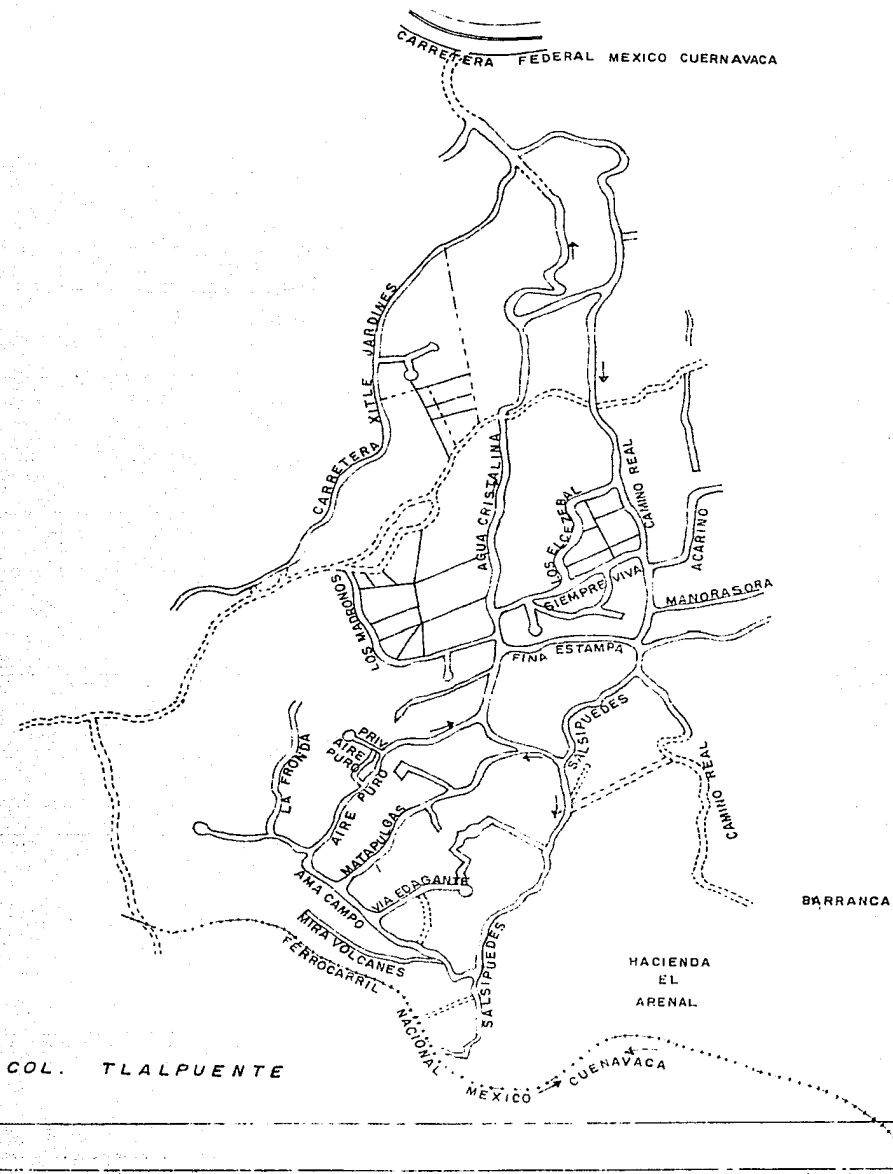 CARRETERA FEDERAL MEXICO CUERNAVACA
CARRETERA XITLE JARDINES
AGUA CRISTALINA
LOS EICEZEBAL
CAMINO REAL
ACARINO
SIEMPRE VIVA
MANORASORA
LOS MADRONOS
FINA ESTAMPA
SALSIPUEDES
PRIV
AIRE
PURO
LA FRONDA
AIRE PURO
MATAPULGAS
CAMINO REAL
AMA CAMPO
VIA EDAGANTE
BARRANCA
MIRA VOLCANES
SALSIPUEDES
HACIENDA
EL
ARENAL
FERROCARRIL NACIONAL MEXICO CUENAVACA
COL. TLALPUENTE